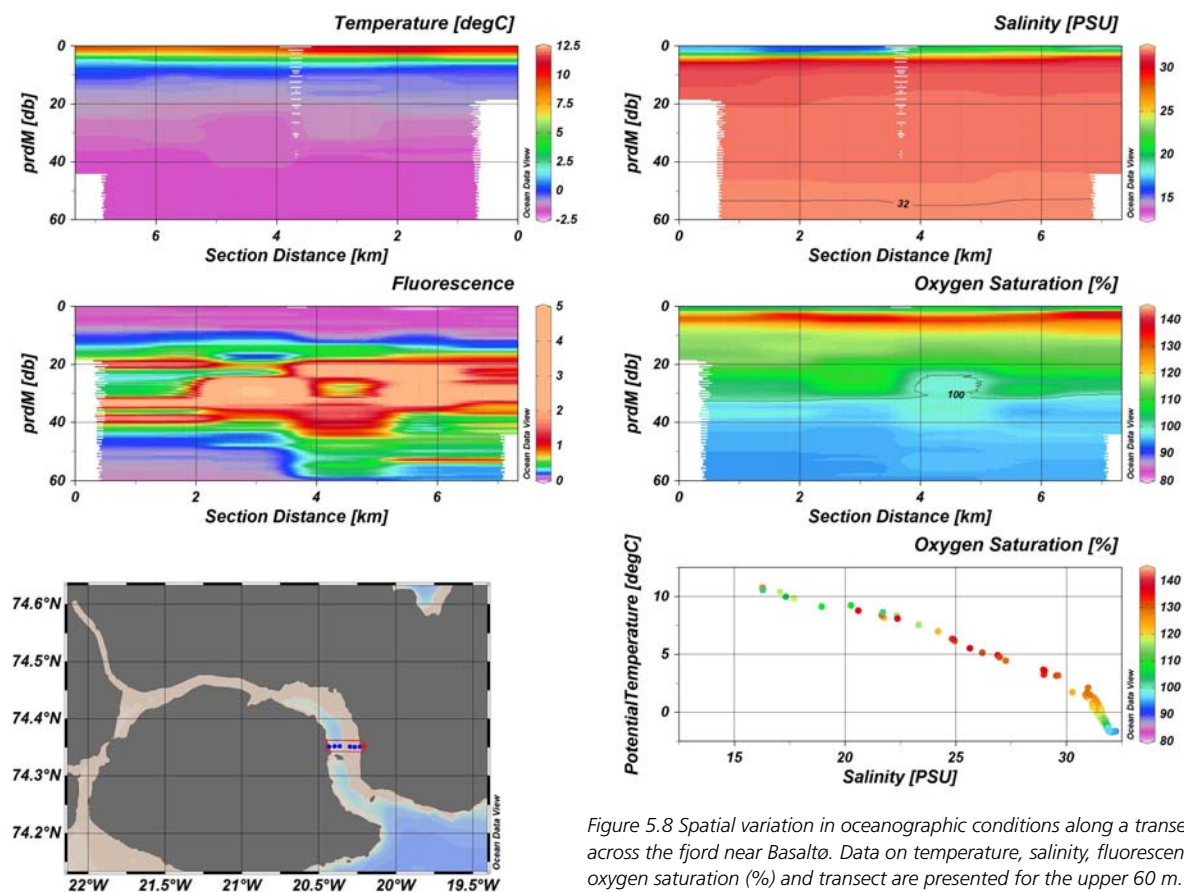 Temperature [degC]
0
20
40
60
prdM [db]
6
4
2
0
Section Distance [km]
12.5
10
7.5
5
2.5
0
-2.5
Ocean Data View
Salinity [PSU]
0
20
40
60
prdM [db]
32
0
2
4
6
Section Distance [km]
30
25
20
15
Ocean Data View
Fluorescence
0
20
40
60
prdM [db]
0
2
4
6
Section Distance [km]
5
4
3
2
1
0
Ocean Data View
Oxygen Saturation [%]
0
20
40
60
prdM [db]
100
0
2
4
6
Section Distance [km]
140
130
120
110
100
90
80
Ocean Data View
74.6°N
74.5°N
74.4°N
74.3°N
74.2°N
22°W
21.5°W
21°W
20.5°W
20°W
19.5°W
Ocean Data View
Oxygen Saturation [%]
PotentialTemperature [degC]
10
5
0
15
20
25
30
Salinity [PSU]
140
130
120
110
100
90
80
Ocean Data View
Figure 5.8 Spatial variation in oceanographic conditions along a transe
across the fjord near Basaltø. Data on temperature, salinity, fluorescen
oxygen saturation (%) and transect are presented for the upper 60 m.